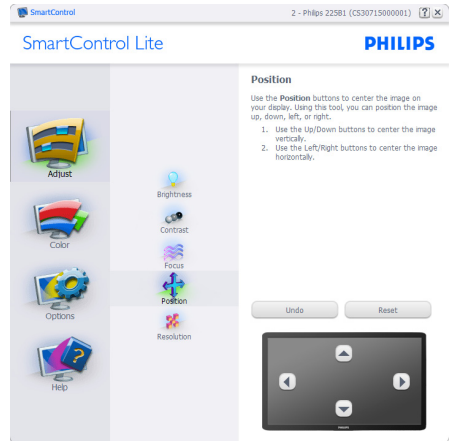 SmartControl
2 - Philips 225B1 (CS30715000001)
SmartControl Lite
PHILIPS
Adjust
Color
Options
Help
Brightness
Contrast
Focus
Position
Resolution
Position
Use the Position buttons to center the image on
your display. Using this tool, you can position the image
up, down, left, or right.
1. Use the Up/Down buttons to center the image
vertically.
2. Use the Left/Right buttons to center the image
horizontally.
Undo
Reset
PHILIPS